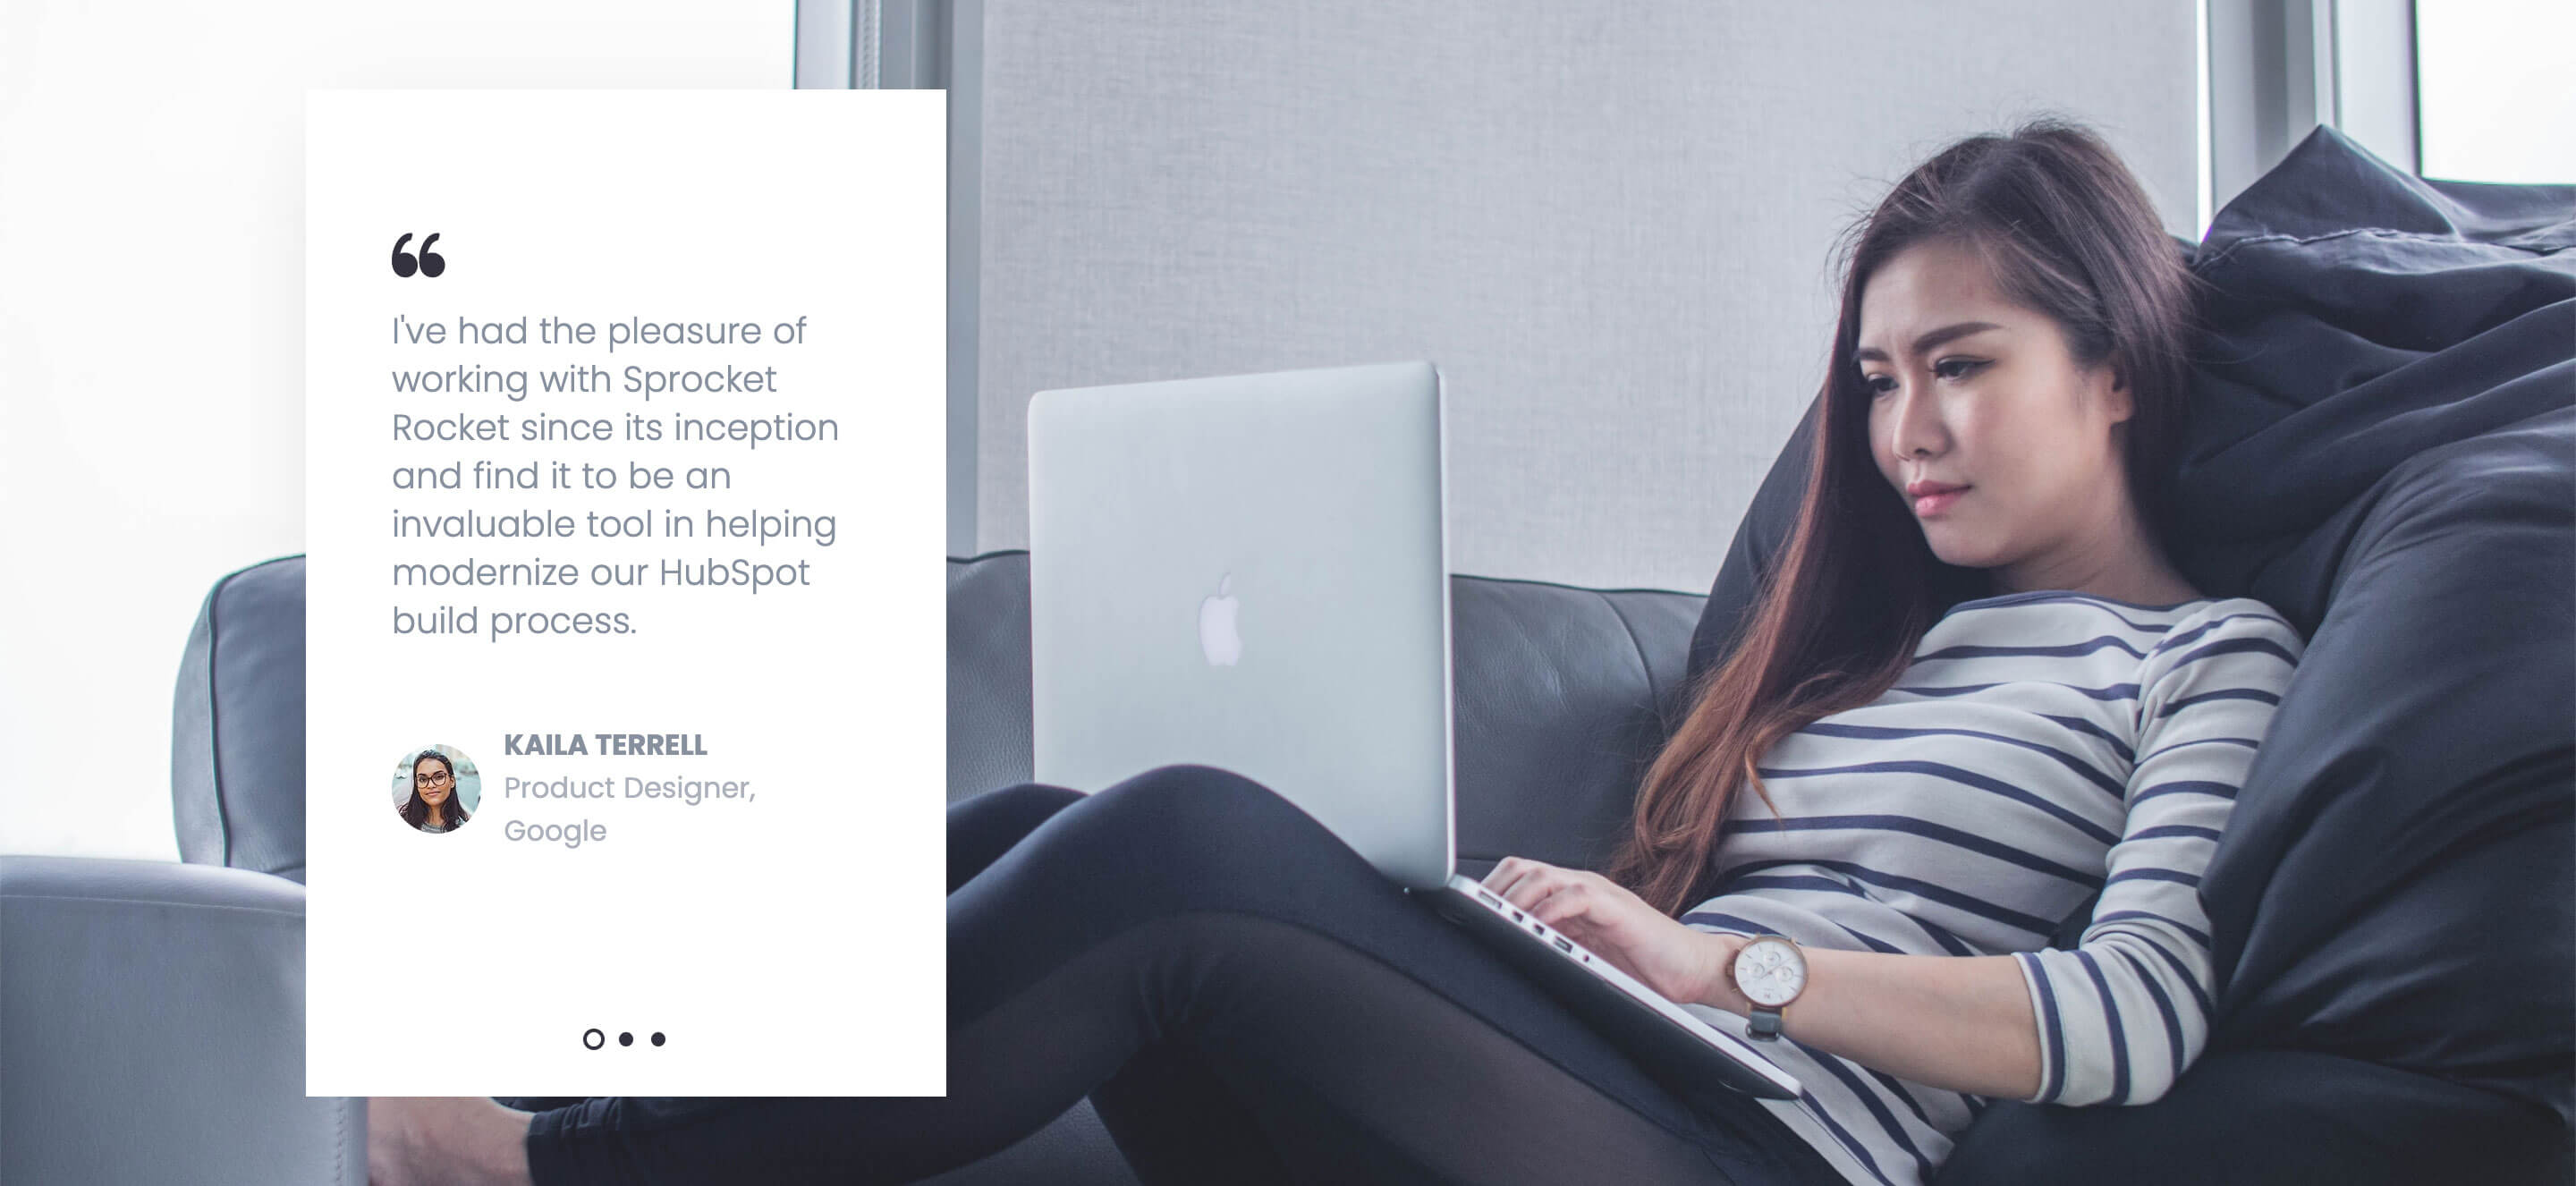 I've had the pleasure of
working with Sprocket
Rocket since its inception
and find it to be an
invaluable tool in helping
modernize our HubSpot
build process.
KAILA TERRELL
Product Designer,
Google